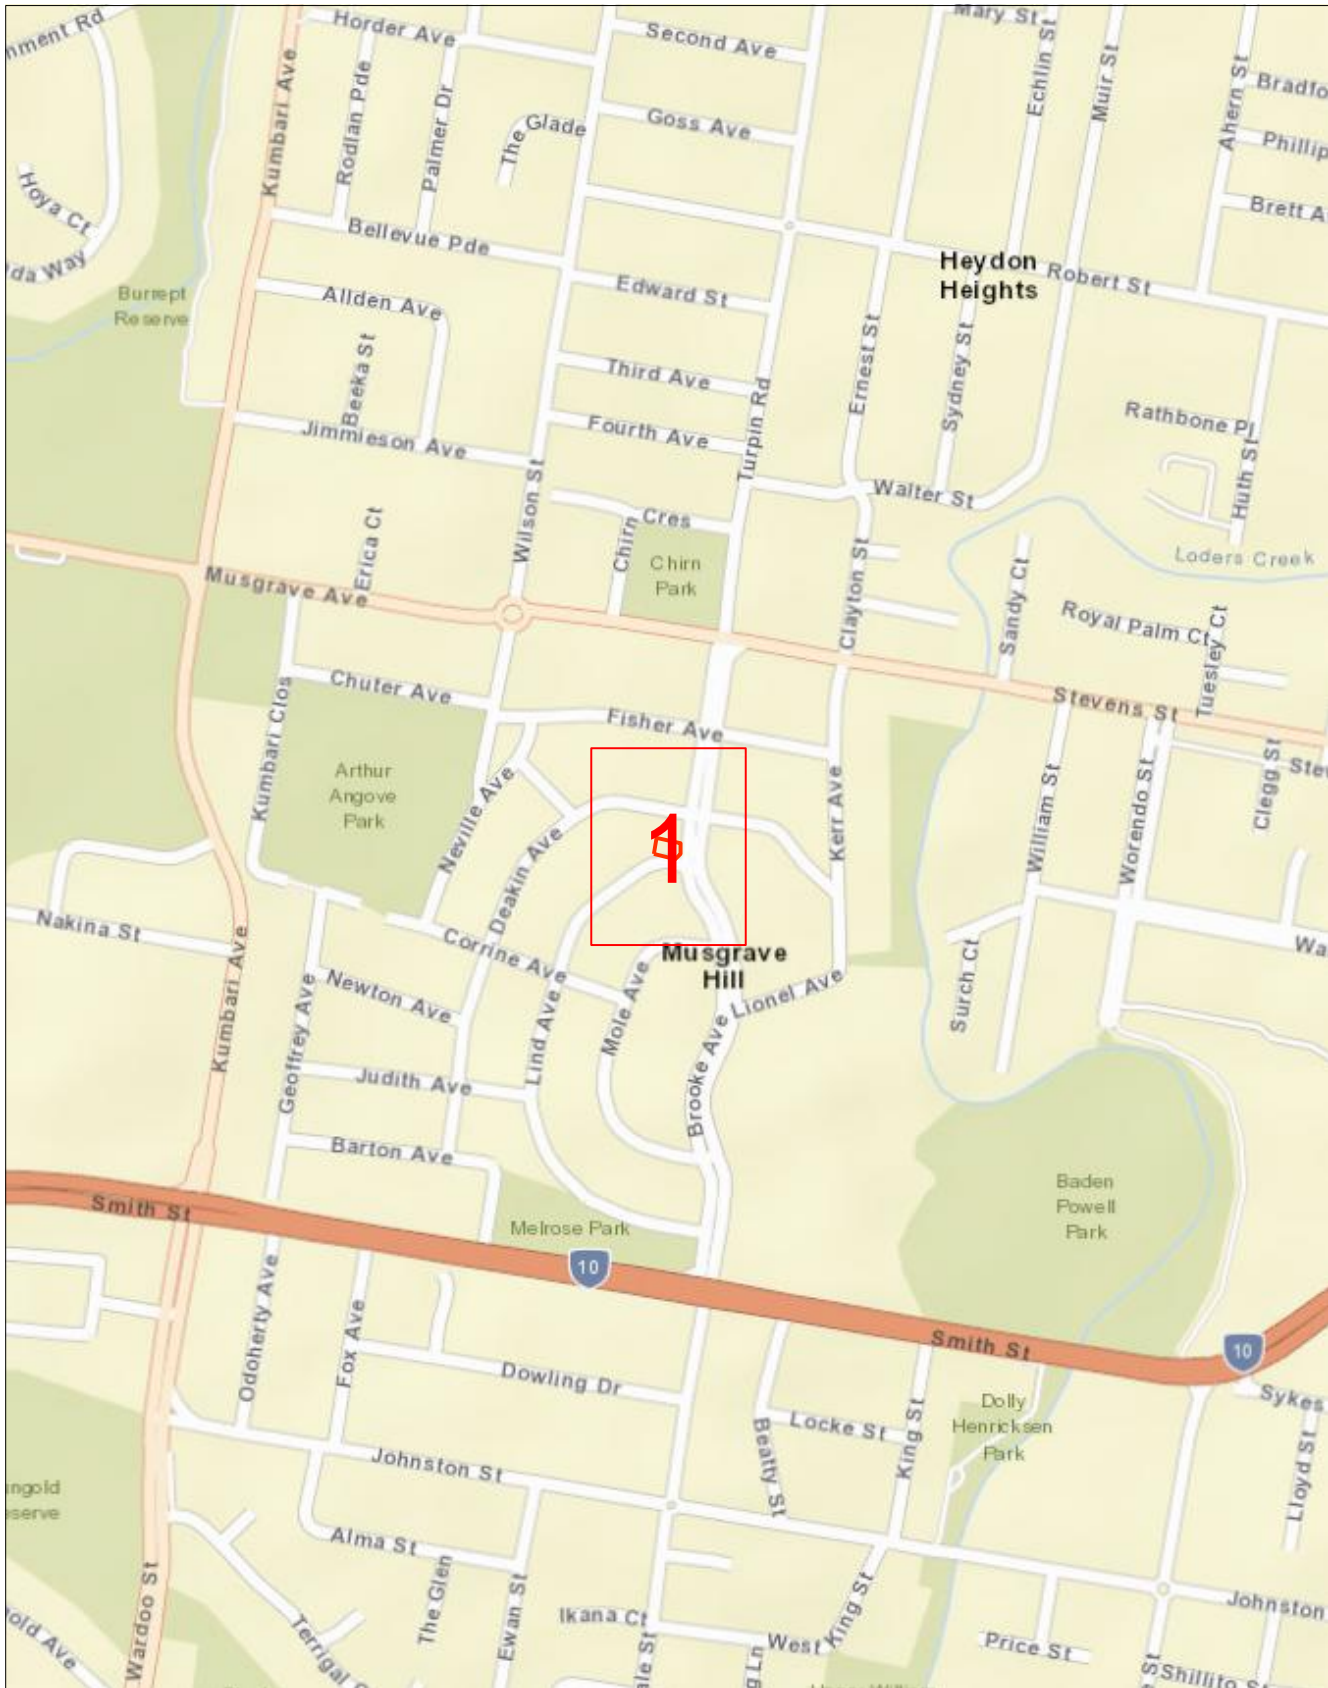 Horder Ave
Second Ave
Mary St
Echlin St
Muir St
Ahern St
Kumbari Ave
Rodlan Pde
Palmer Dr
The Glade
Goss Ave
Hoya Ct
Brett A
Bellevue Pde
Heydon
Heights
Robert St
Burrept
Reserve
Allden Ave
Edward St
Beeka St
Third Ave
Turpin Rd
Ernest St
Sydney St
Jimmieson Ave
Fourth Ave
Rathbone Pl
Huth St
Wilson St
Walter St
Chirn Cres
Erica Ct
Chirn
Park
Clayton St
Loders Creek
Musgrave Ave
Sandy Ct
Royal Palm Ct
Tuesley Ct
Chuter Ave
Kumbari Clos
Fisher Ave
Stevens St
Arthur
Angove
Park
Neville Ave
Deakin Ave
1
Kerr Ave
William St
Worendo St
Clegg St
Nakina St
Corrine Ave
Musgrave
Hill
Surch Ct
Kumbari Ave
Geoffrey Ave
Newton Ave
Lind Ave
Mole Ave
Lionel Ave
Brooke Ave
Judith Ave
Barton Ave
Smith St
Melrose Park
10
Baden
Powell
Park
Odoherty Ave
Fox Ave
Smith St
10
Dowling Dr
Dolly
Henricksen
Park
Sykes
Locke St
King St
Beatty St
Lloyd St
Johnston St
Alma St
The Glen
Ewan St
Ikana Ct
West
King St
Price St
Johnston
Wardoo St
Shillito S